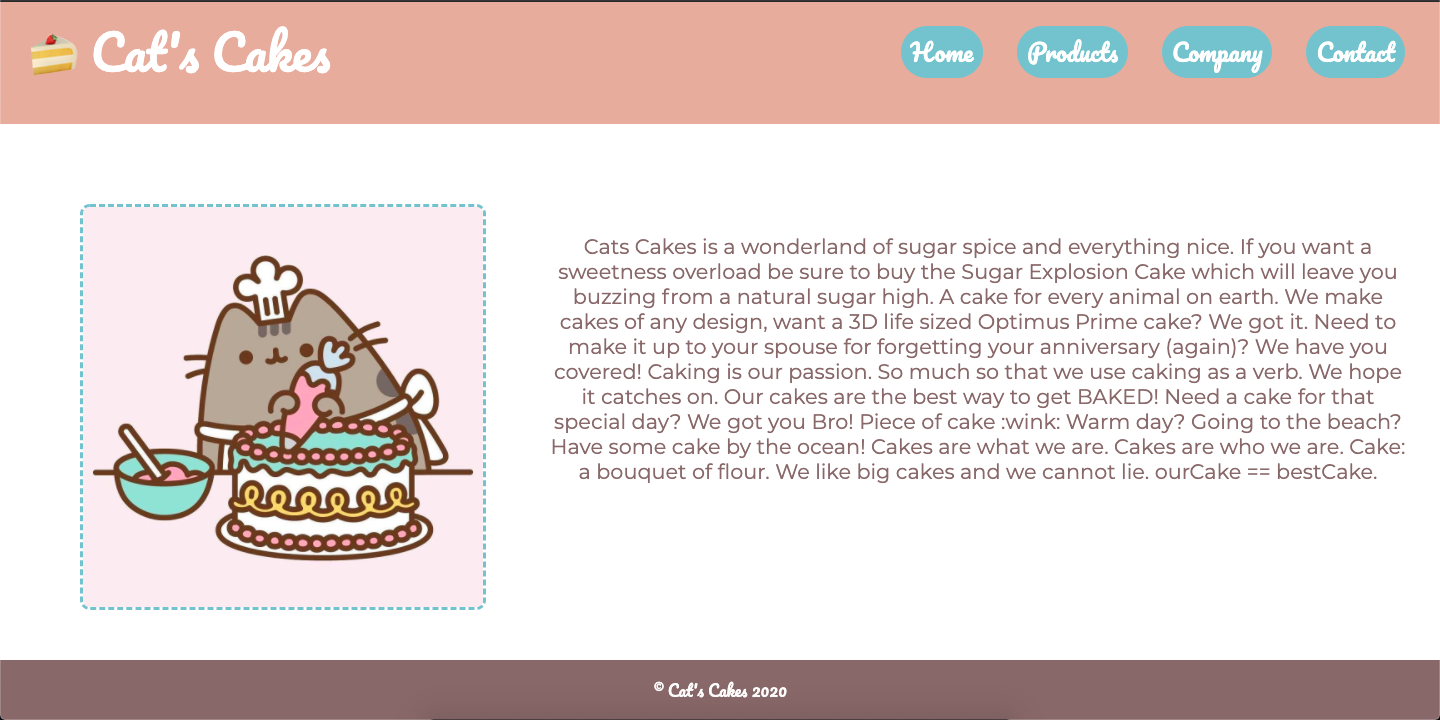 Cat's Cakes
Home
Products
Company
Contact
Cats Cakes is a wonderland of sugar spice and everything nice. If you want a
sweetness overload be sure to buy the Sugar Explosion Cake which will leave you
buzzing from a natural sugar high. A cake for every animal on earth. We make
cakes of any design, want a 3D life sized Optimus Prime cake? We got it. Need to
make it up to your spouse for forgetting your anniversary (again)? We have you
covered! Caking is our passion. So much so that we use caking as a verb. We hope
it catches on. Our cakes are the best way to get BAKED! Need a cake for that
special day? We got you Bro! Piece of cake :wink: Warm day? Going to the beach?
Have some cake by the ocean! Cakes are what we are. Cakes are who we are. Cake:
a bouquet of flour. We like big cakes and we cannot lie. ourCake == bestCake.
© Cat's Cakes 2020